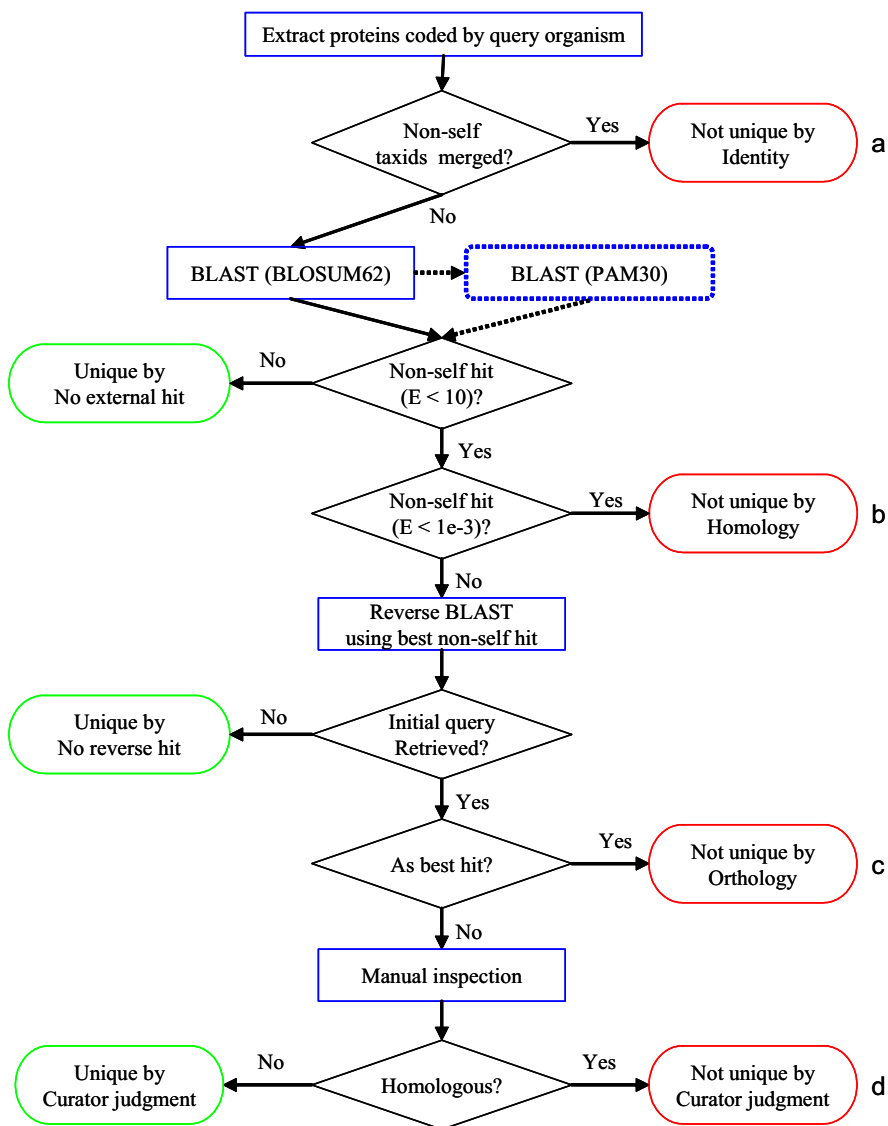 Extract proteins coded by query organism
Non-self
taxids merged?
Yes
Not unique by
Identity
a
No
BLAST (BLOSUM62)
BLAST (PAM30)
Unique by
No external hit
No
Non-self hit
(E < 10)?
Yes
Non-self hit
(E < 1e-3)?
Yes
Not unique by
Homology
b
No
Reverse BLAST
using best non-self hit
Unique by
No reverse hit
No
Initial query
Retrieved?
Yes
As best hit?
Yes
Not unique by
Orthology
c
No
Manual inspection
Unique by
Curator judgment
No
Homologous?
Yes
Not unique by
Curator judgment
d